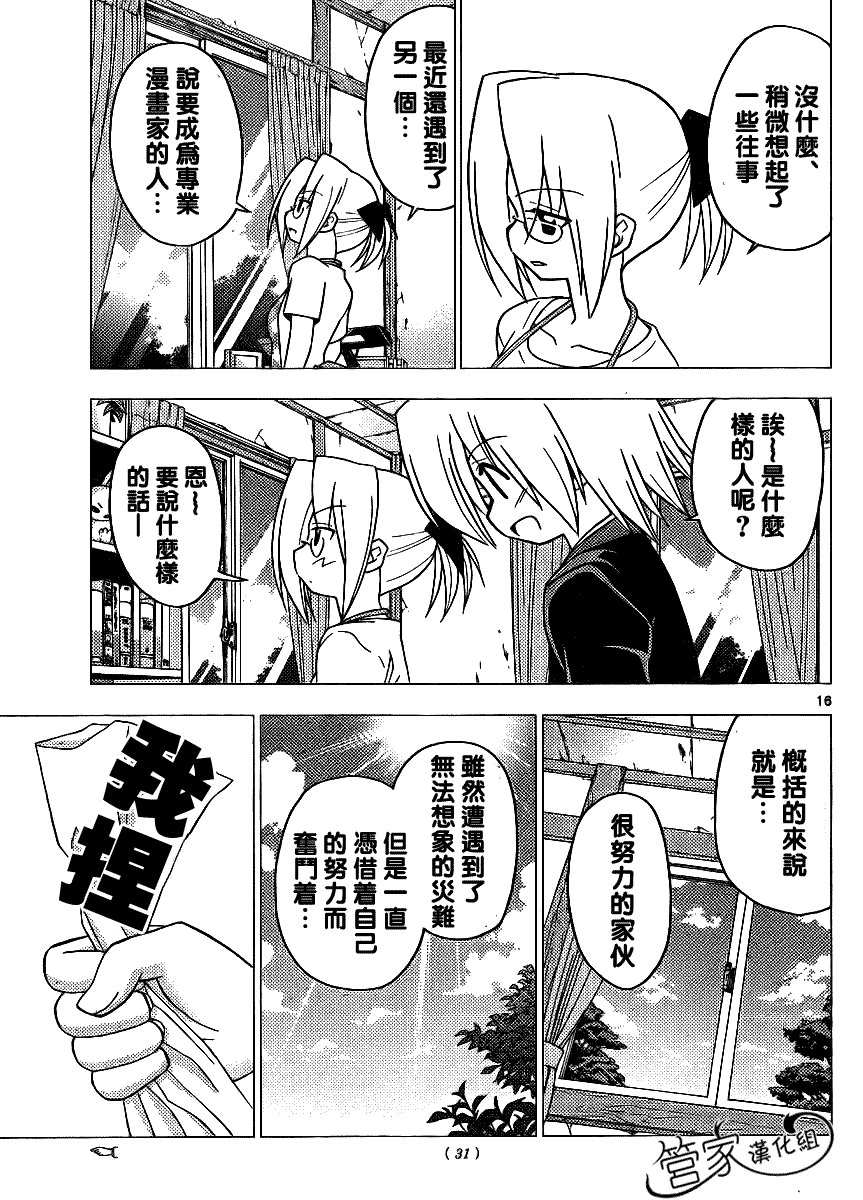 沒什麼、
稍微想起了
一些往事
最近還遇到了
另一個…
說要成爲專業
漫畫家的人…
誒~是什麼
樣的人呢?
恩~
要說什麼樣
的話—
16
概括的來說
就是…
很努力的家伙
雖然遭遇到了
無法想象的災難
但是一直
憑借着自己
的努力而
奮鬥着…
我捏
(31)
管家漢化組